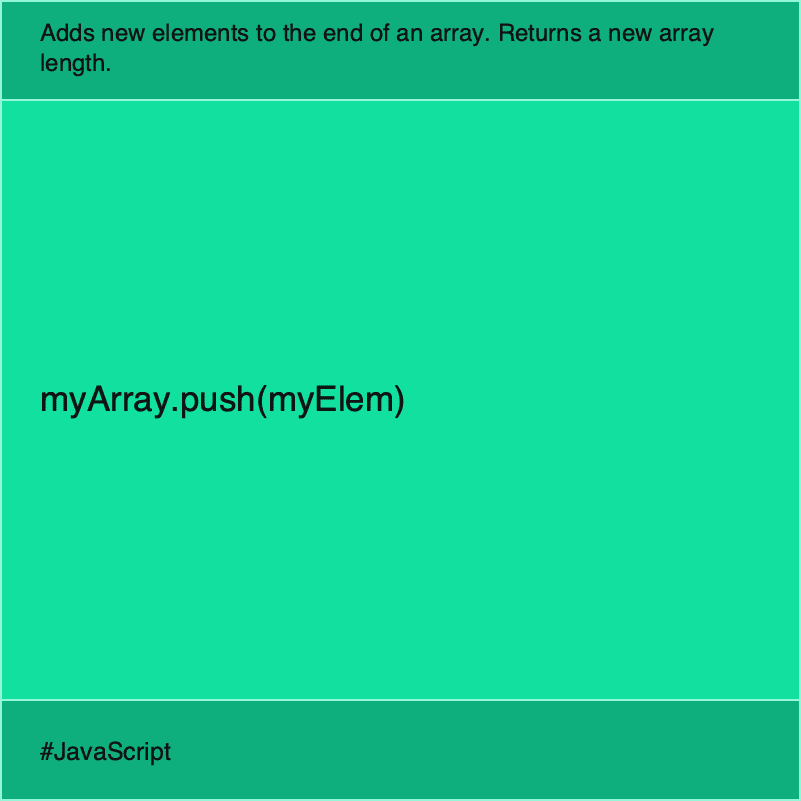 Adds new elements to the end of an array. Returns a new array
length.
myArray.push(myElem)
#JavaScript